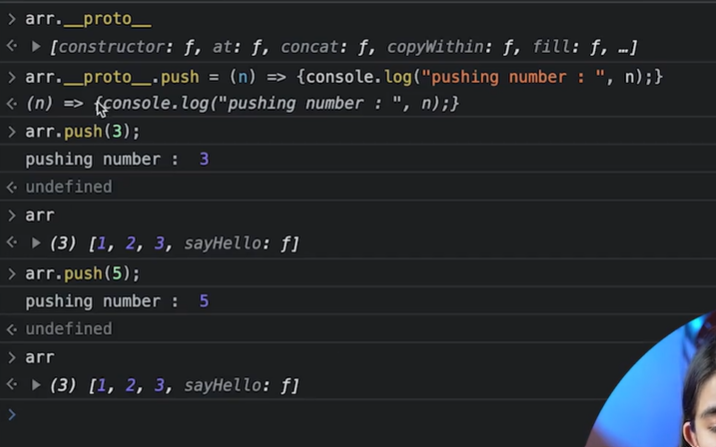 > arr.__proto__
<· ▶ [constructor: ƒ, at: ƒ, concat: ƒ, copyWithin: ƒ, fill: ƒ, …]
> arr.__proto__.push = (n) => {console.log("pushing number : ", n);}
<· (n) => {console.log("pushing number : ", n);}
> arr.push(3);
pushing number :  3
<· undefined
> arr
<· ▶ (3) [1, 2, 3, sayHello: ƒ]
> arr.push(5);
pushing number :  5
<· undefined
> arr
<· ▶ (3) [1, 2, 3, sayHello: ƒ]
>